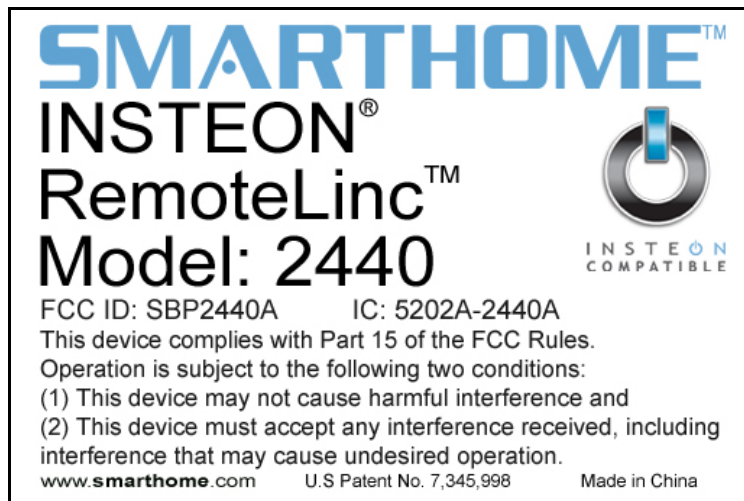 SMARTHOME™
INSTEON®
RemoteLinc™
Model: 2440
INSTEON
COMPATIBLE
FCC ID: SBP2440A IC: 5202A-2440A
This device complies with Part 15 of the FCC Rules.
Operation is subject to the following two conditions:
(1) This device may not cause harmful interference and
(2) This device must accept any interference received, including
interference that may cause undesired operation.
www.smarthome.com U.S Patent No. 7,345,998 Made in China